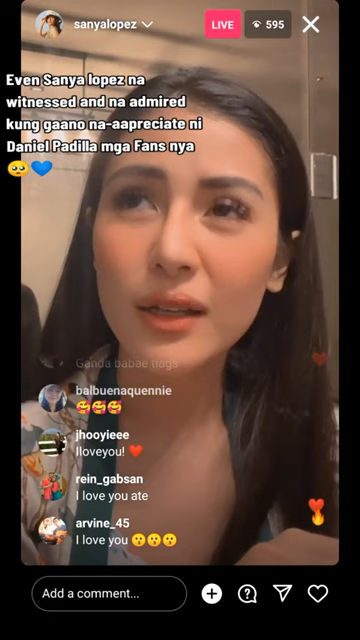 sanyalopez
LIVE
595
Even Sanya lopez na
witnessed and na admired
kung gaano na-aapreciate ni
Daniel Padilla mga Fans nya
🥺💙
Ganda babae tlaga
balbuenaquennie
🥰🥰🥰
jhooyieee
Iloveyou! ❤️
rein_gabsan
I love you ate
arvine_45
I love you 😗😗😗
Add a comment...